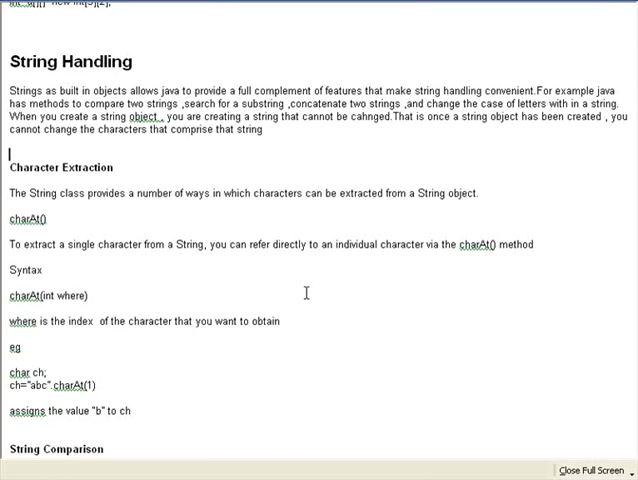 new int[3][2];
String Handling
Strings as built in objects allows java to provide a full complement of features that make string handling convenient.For example java
has methods to compare two strings ,search for a substring ,concatenate two strings ,and change the case of letters with in a string.
When you create a string object , you are creating a string that cannot be cahnged.That is once a string object has been created , you
cannot change the characters that comprise that string
Character Extraction
The String class provides a number of ways in which characters can be extracted from a String object.
charAt()
To extract a single character from a String, you can refer directly to an individual character via the charAt() method
Syntax
charAt(int where)
where is the index of the character that you want to obtain
eg
char ch;
ch="abc".charAt(1)
assigns the value "b" to ch
String Comparison
Close Full Screen